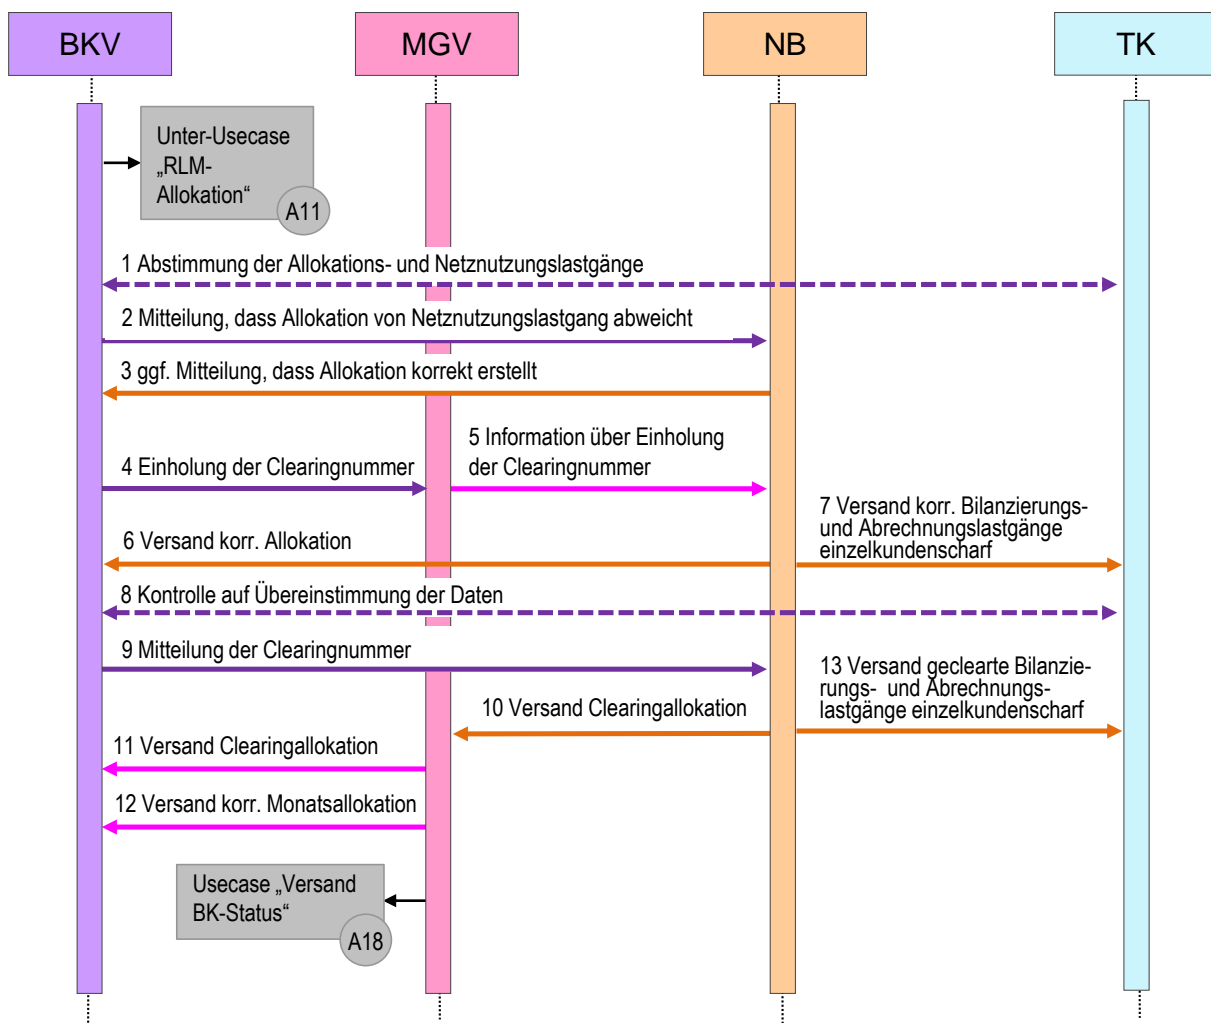 BKV
MGV
NB
TK
Unter-Usecase
„RLM-
Allokation“
A11
1 Abstimmung der Allokations- und Netznutzungslastgänge
2 Mitteilung, dass Allokation von Netznutzungslastgang abweicht
3 ggf. Mitteilung, dass Allokation korrekt erstellt
4 Einholung der Clearingnummer
5 Information über Einholung
der Clearingnummer
6 Versand korr. Allokation
7 Versand korr. Bilanzierungs-
und Abrechnungslastgänge
einzelkundenscharf
8 Kontrolle auf Übereinstimmung der Daten
9 Mitteilung der Clearingnummer
10 Versand Clearingallokation
13 Versand geclearte Bilanzie-
rungs- und Abrechnungs-
lastgänge einzelkundenscharf
11 Versand Clearingallokation
12 Versand korr. Monatsallokation
Usecase „Versand
BK-Status“
A18